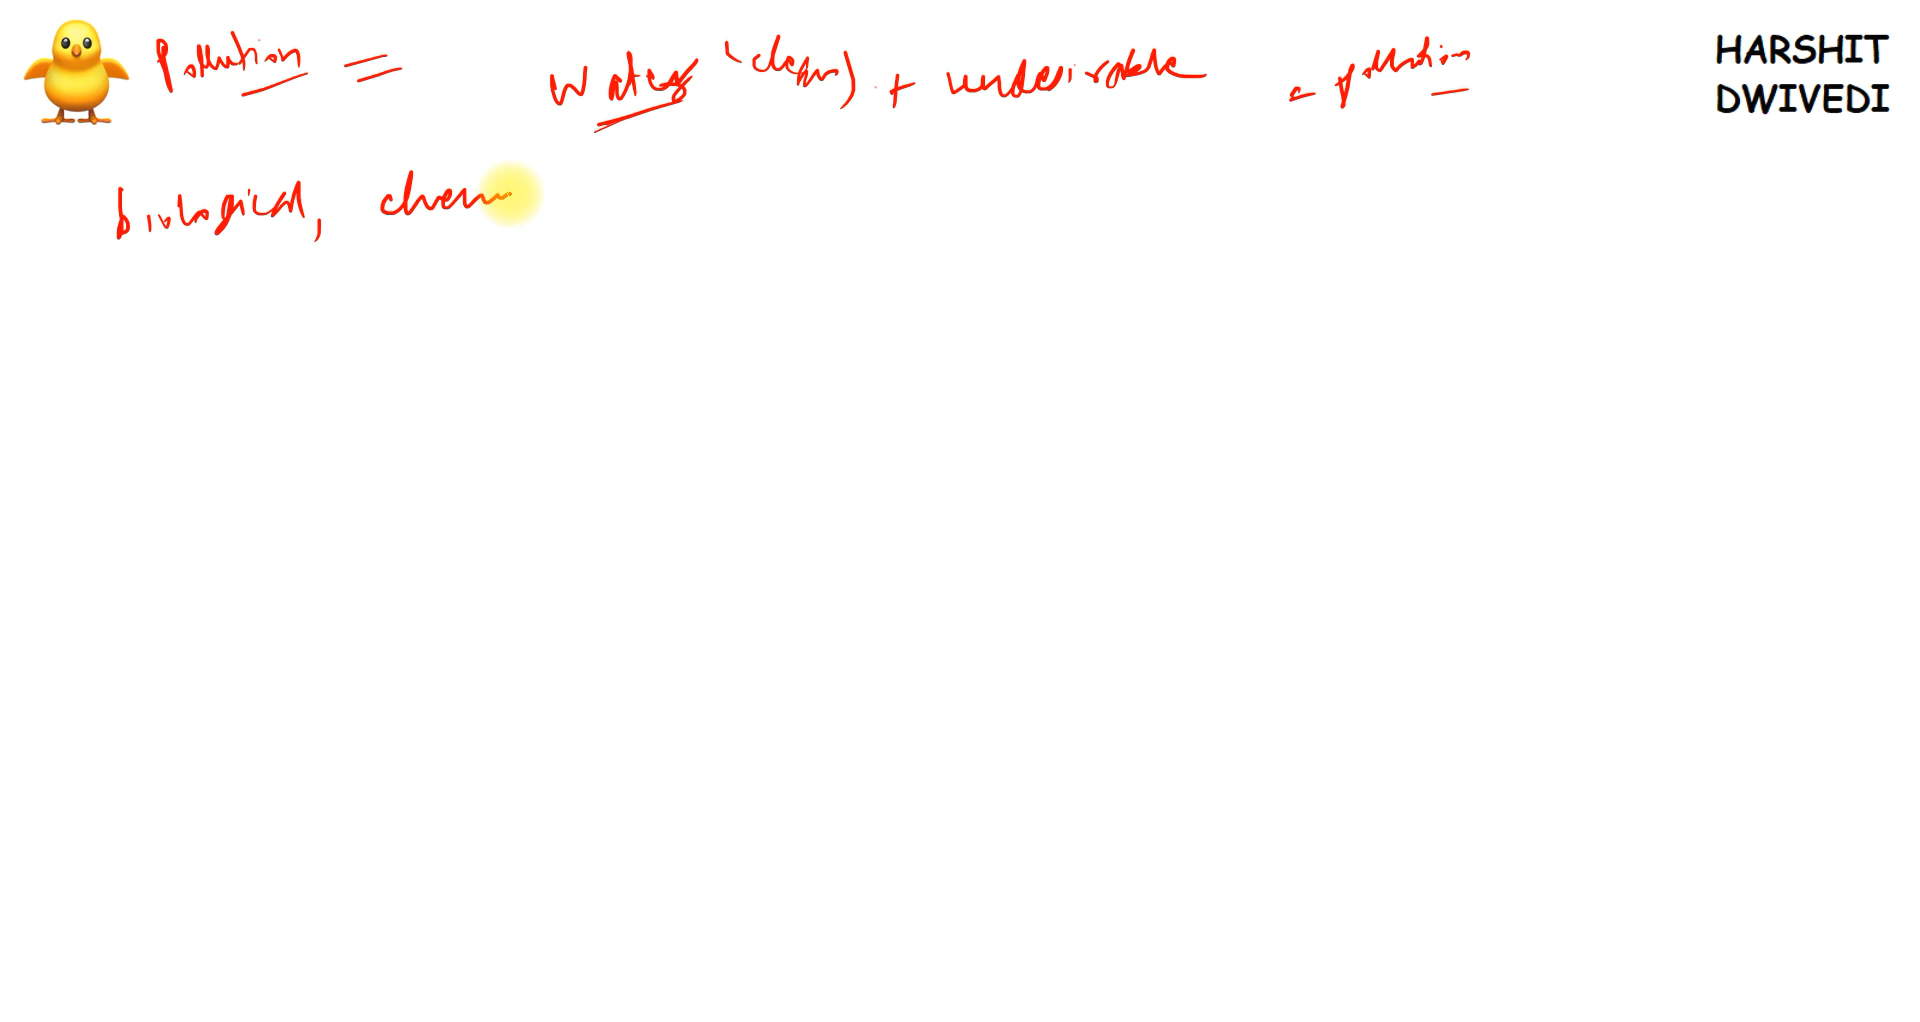 Pollution = water (clean) + undesirable = pollution
biological, chem
HARSHIT
DWIVEDI